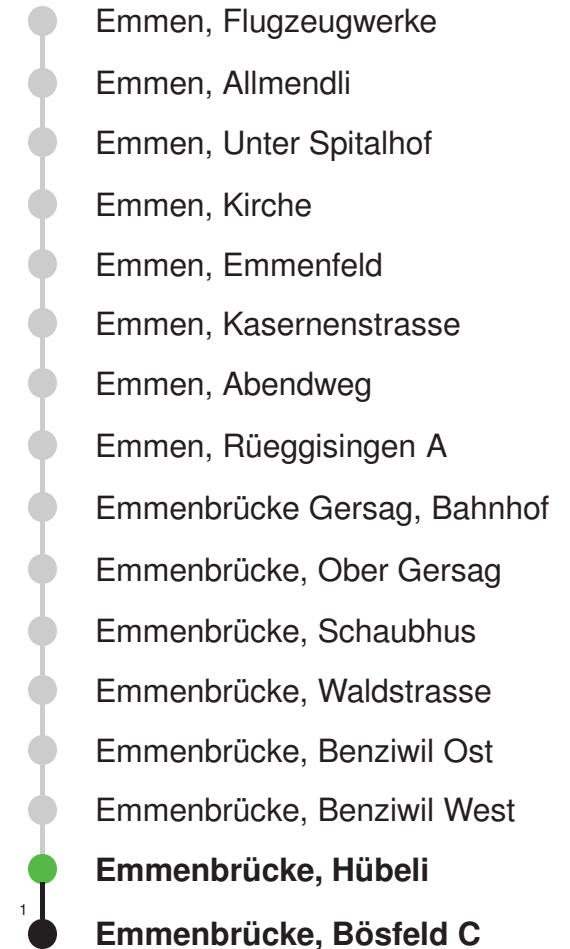 Emmen, Flugzeugwerke
Emmen, Allmendli
Emmen, Unter Spitalhof
Emmen, Kirche
Emmen, Emmenfeld
Emmen, Kasernenstrasse
Emmen, Abendweg
Emmen, Rüeggisingen A
Emmenbrücke Gersag, Bahnhof
Emmenbrücke, Ober Gersag
Emmenbrücke, Schaubhus
Emmenbrücke, Waldstrasse
Emmenbrücke, Benziwil Ost
Emmenbrücke, Benziwil West
Emmenbrücke, Hübeli
1
Emmenbrücke, Bösfeld C